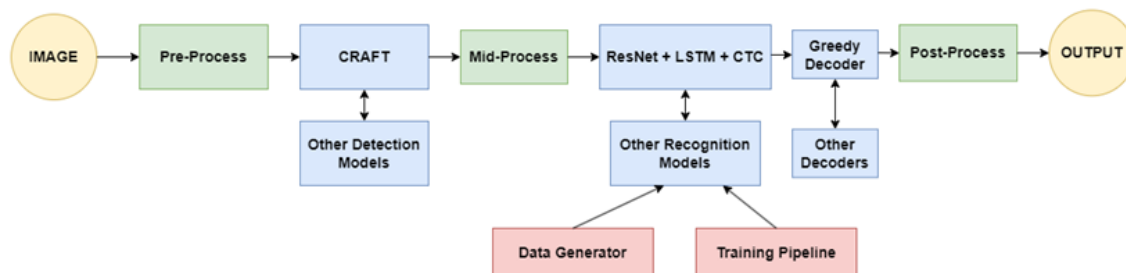 IMAGE
Pre-Process
CRAFT
Mid-Process
ResNet + LSTM + CTC
Greedy
Decoder
Post-Process
OUTPUT
Other Detection
Models
Other Recognition
Models
Other
Decoders
Data Generator
Training Pipeline